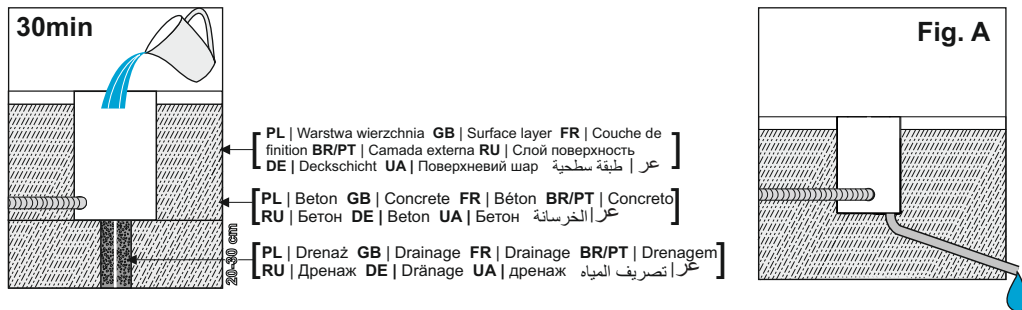 30min
Fig. A
PL | Warstwa wierzchnia GB | Surface layer FR | Couche de
finition BR/PT | Camada externa RU | Слой поверхность
DE | Deckschicht UA | Поверхневий шар عر | طبقة سطحية
PL | Beton GB | Concrete FR | Béton BR/PT | Concreto
RU | Бетон DE | Beton UA | Бетон عر | الخرسانة
20-30 cm
PL | Drenaż GB | Drainage FR | Drainage BR/PT | Drenagem
RU | Дренаж DE | Dränage UA | дренаж عر | تصريف المياه